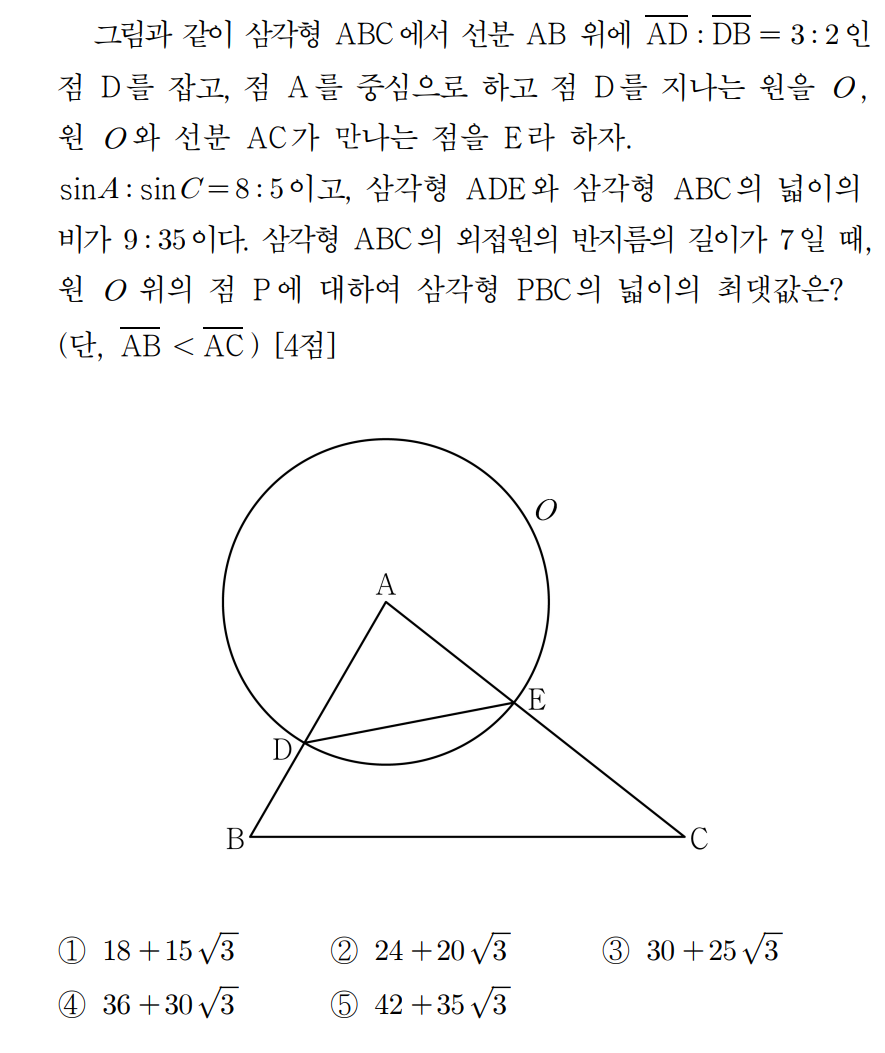 그림과 같이 삼각형 ABC에서 선분 AB 위에 $\overline{AD} : \overline{DB} = 3 : 2$인
점 D를 잡고, 점 A를 중심으로 하고 점 D를 지나는 원을 $O$,
원 $O$와 선분 AC가 만나는 점을 E라 하자.
$\sin A : \sin C = 8 : 5$이고, 삼각형 ADE와 삼각형 ABC의 넓이의
비가 9 : 35이다. 삼각형 ABC의 외접원의 반지름의 길이가 7일 때,
원 $O$ 위의 점 P에 대하여 삼각형 PBC의 넓이의 최댓값은?
(단, $\overline{AB} < \overline{AC}$) [4점]
O
A
E
D
B C
① $18 + 15\sqrt{3}$ ② $24 + 20\sqrt{3}$ ③ $30 + 25\sqrt{3}$
④ $36 + 30\sqrt{3}$ ⑤ $42 + 35\sqrt{3}$